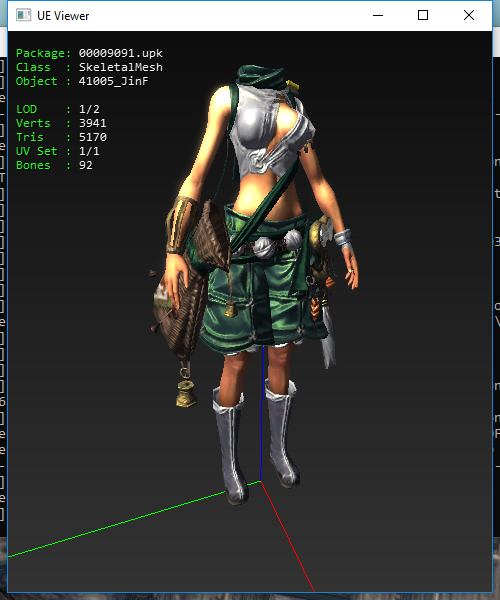 UE Viewer
Package: 00009091.upk
Class  : SkeletalMesh
Object : 41005_JinF
LOD    : 1/2
Verts  : 3941
Tris   : 5170
UV Set : 1/1
Bones  : 92